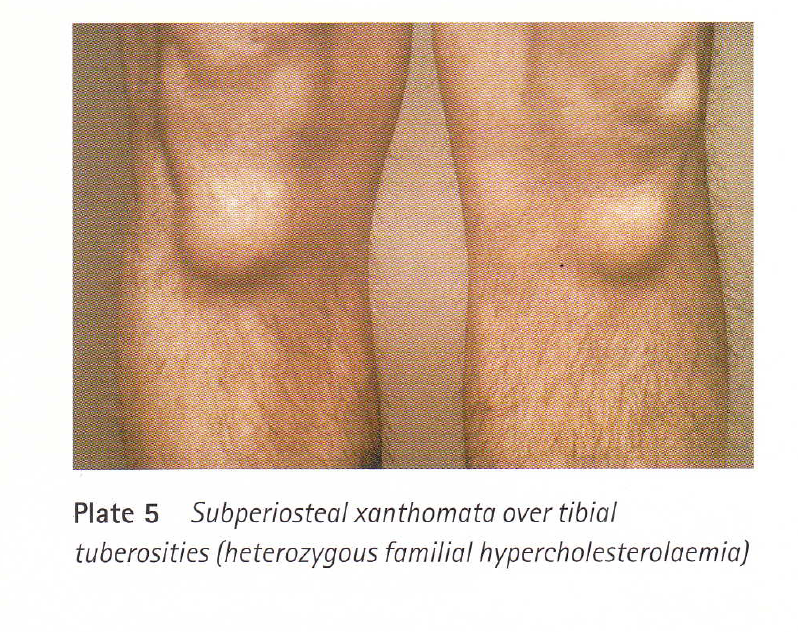 Plate 5 Subperiosteal xanthomata over tibial
tuberosities (heterozygous familial hypercholesterolaemia)